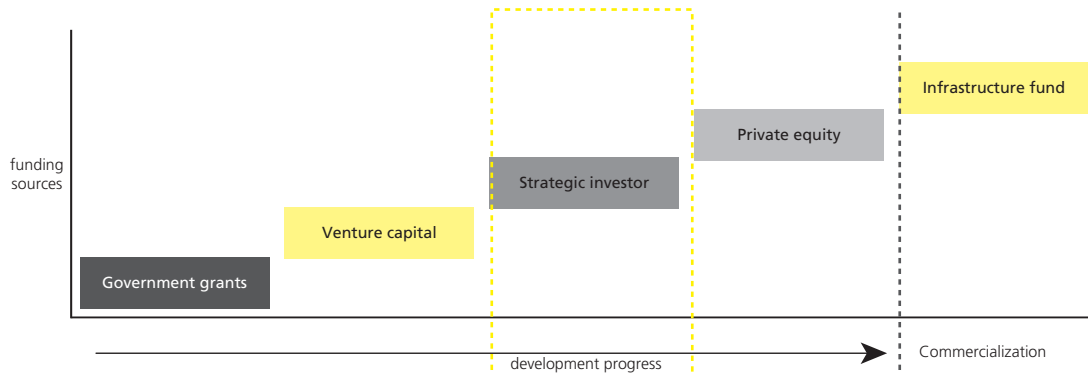 Infrastructure fund
Private equity
funding
sources
Strategic investor
Venture capital
Government grants
development progress
Commercialization